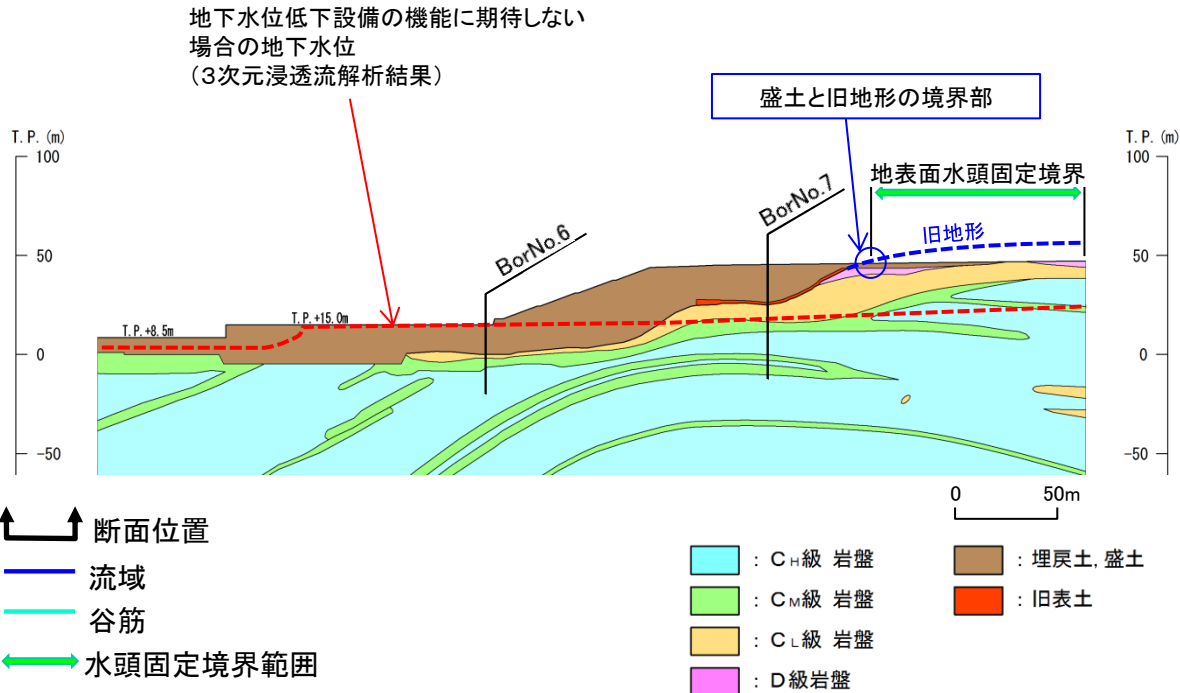 地下水位低下設備の機能に期待しない
場合の地下水位
(3次元浸透流解析結果)
盛土と旧地形の境界部
T.P.(m)
T.P.(m)
100
100
地表面水頭固定境界
BorNo.7
BorNo.6
旧地形
50
50
T.P.+15.0m
T.P.+8.5m
0
0
-50
-50
0 50m
断面位置
流域
谷筋
水頭固定境界範囲
: CH級 岩盤
: CM級 岩盤
: CL級 岩盤
: D級岩盤
: 埋戻土, 盛土
: 旧表土